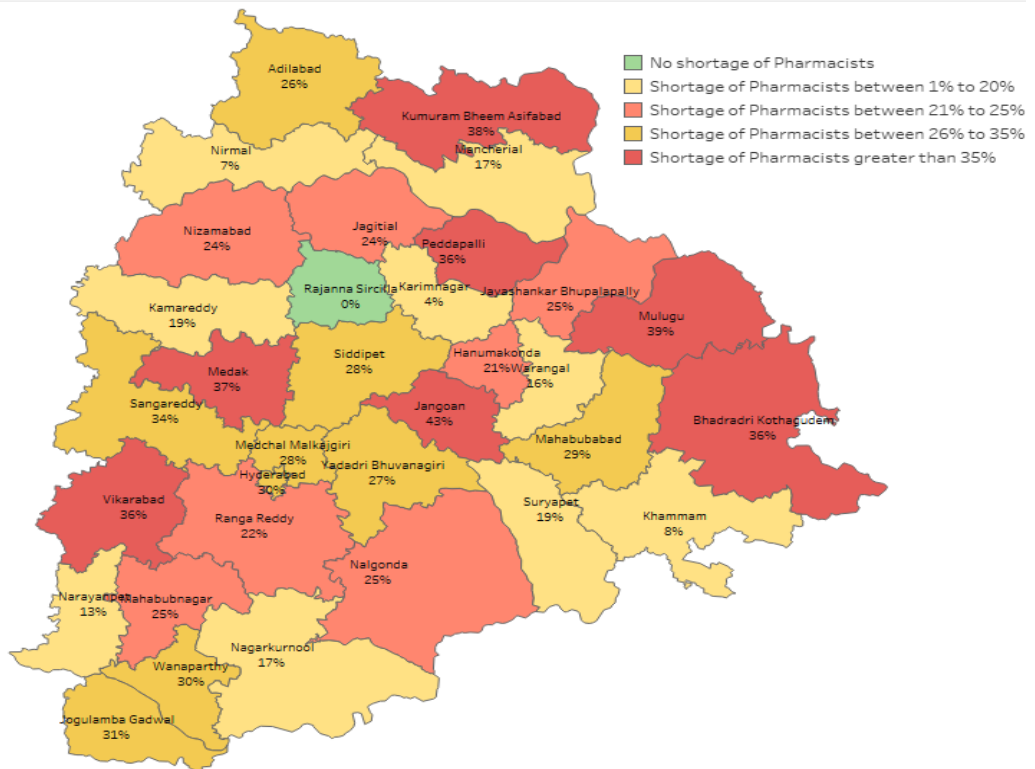 No shortage of Pharmacists
Shortage of Pharmacists between 1% to 20%
Shortage of Pharmacists between 21% to 25%
Shortage of Pharmacists between 26% to 35%
Shortage of Pharmacists greater than 35%
Adilabad
26%
Kumuram Bheem Asifabad
38%
Nirmal
7%
Mancherial
17%
Nizamabad
24%
Jagitial
24%
Peddapalli
36%
Rajanna Sircilla
0%
Karimnagar
4%
Jayashankar Bhupalapally
25%
Kamareddy
19%
Mulugu
39%
Siddipet
28%
Hanumakonda
21%
Warangal
16%
Medak
37%
Sangareddy
34%
Jangoan
43%
Bhadradri Kothagudem
36%
Mahabubabad
29%
Medchal Malkajgiri
28%
Yadadri Bhuvanagiri
27%
Hyderabad
30%
Vikarabad
36%
Ranga Reddy
22%
Suryapet
19%
Khammam
8%
Nalgonda
25%
Narayanpet
13%
Mahabubnagar
25%
Nagarkurnool
17%
Wanaparthy
30%
Jogulamba Gadwal
31%